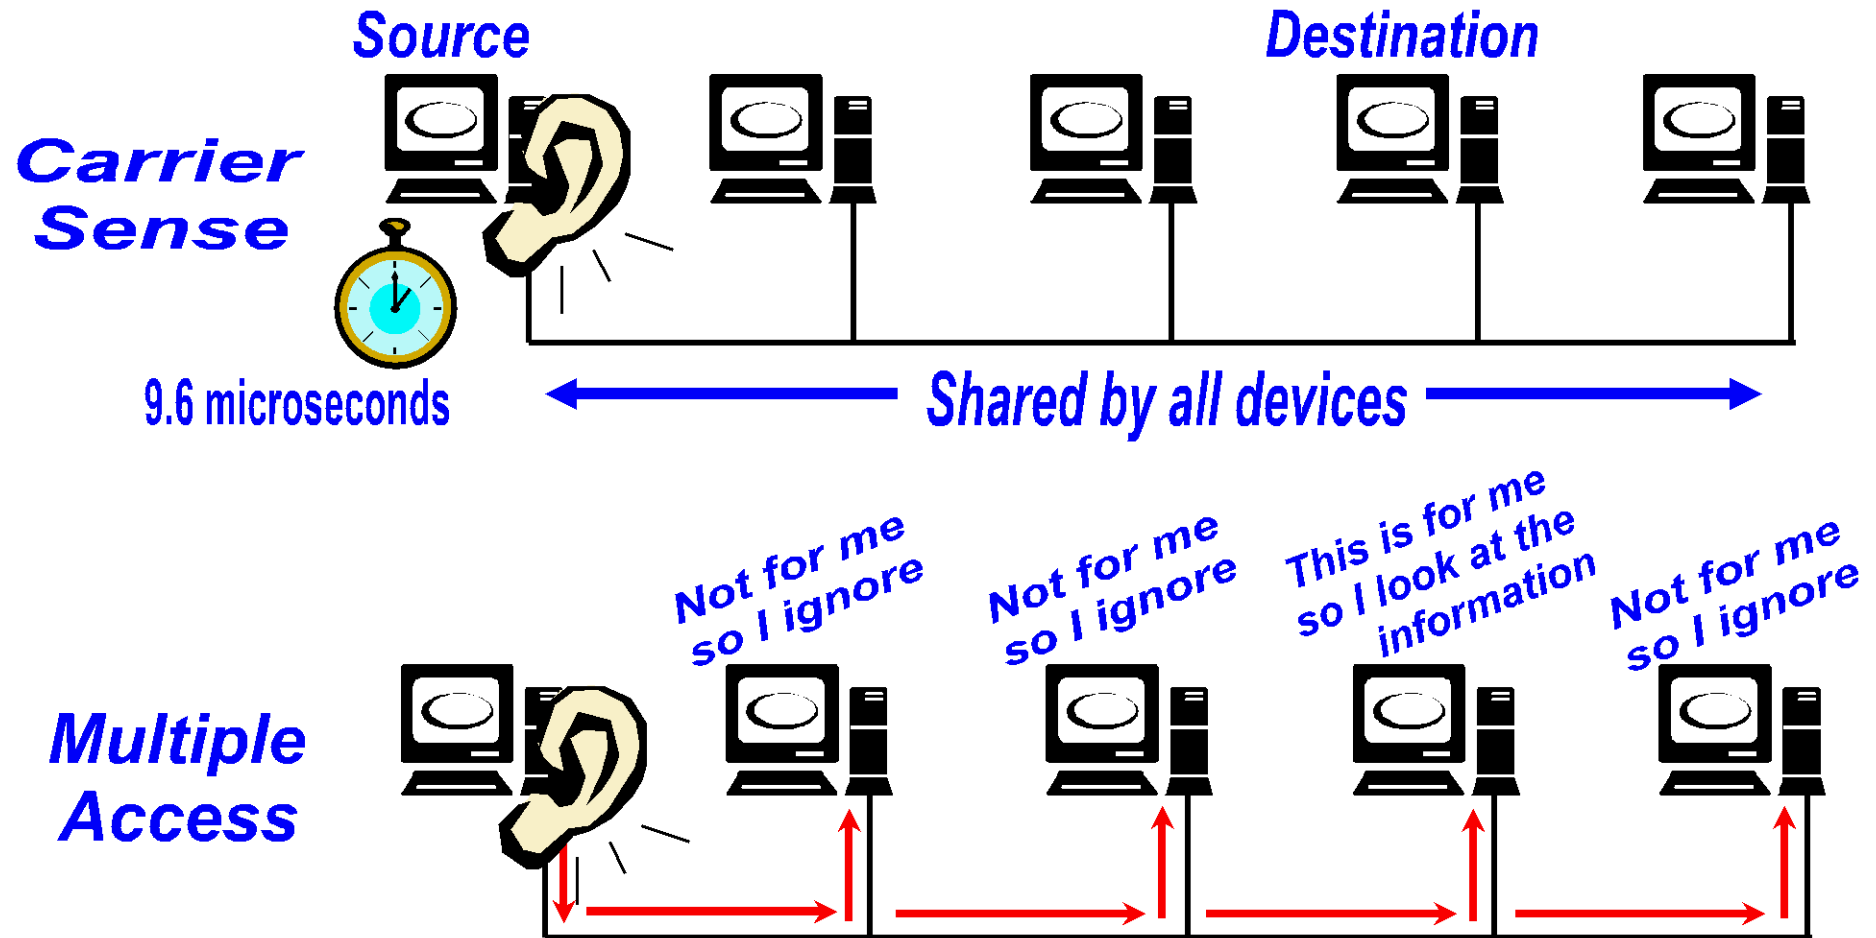 Source
Destination
Carrier
Sense
9.6 microseconds
Shared by all devices
Not for me
so I ignore
Not for me
so I ignore
This is for me
so I look at the
information
Not for me
so I ignore
Multiple
Access